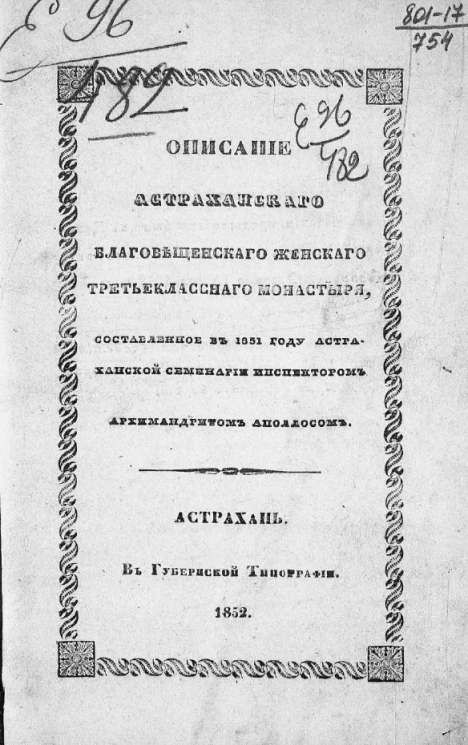 Е 96
482
801-17
754
Е 96
482
ОПИСАНІЕ
АСТРАХАНСКАГО
БЛАГОВѢЩЕНСКАГО ЖЕНСКАГО
ТРЕТЬЕКЛАССНАГО МОНАСТЫРЯ,
СОСТАВЛЕННОЕ ВЪ 1851 ГОДУ АСТРА-
ХАНСКОЙ СЕМИНАРІИ ИНСПЕКТОРОМЪ
АРХИМАНДРИТОМЪ АПОЛЛОСОМЪ.
АСТРАХАНЬ.
Въ Губернской Типографіи.
1852.